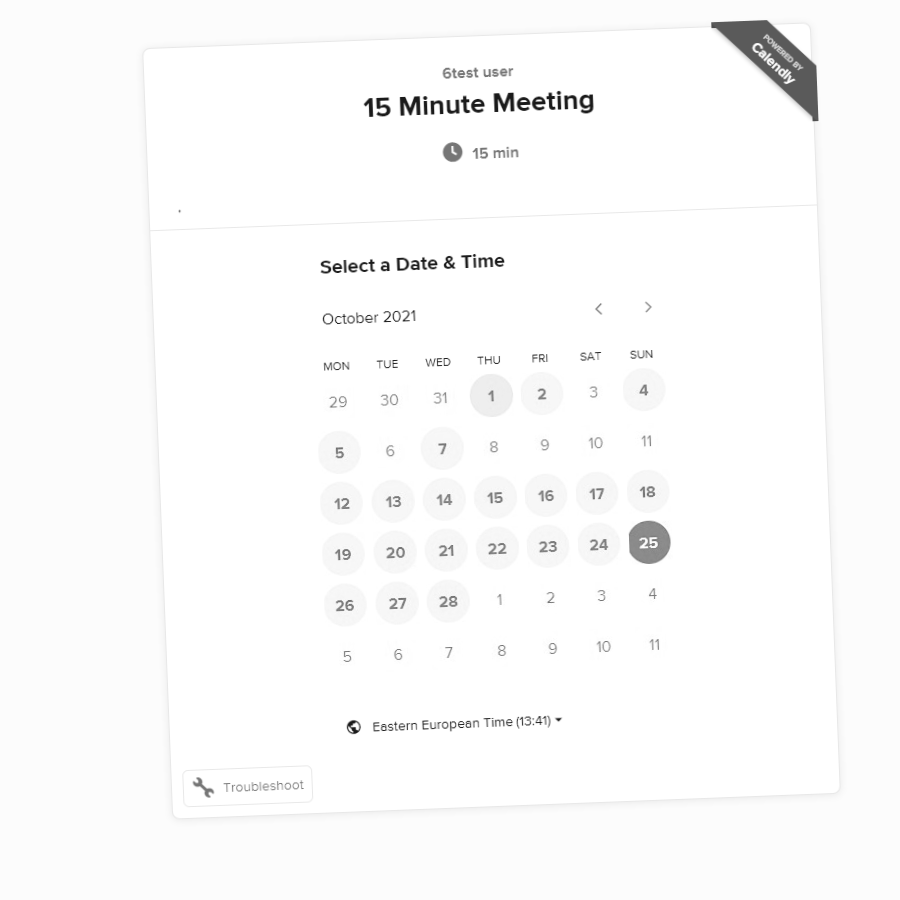 POWERED BY
Calendly
6test user
15 Minute Meeting
15 min
Select a Date & Time
October 2021
MON TUE WED THU FRI SAT SUN
29 30 31 1 2 3 4
5 6 7 8 9 10 11
12 13 14 15 16 17 18
19 20 21 22 23 24 25
26 27 28 1 2 3 4
5 6 7 8 9 10 11
Eastern European Time (13:41)
Troubleshoot